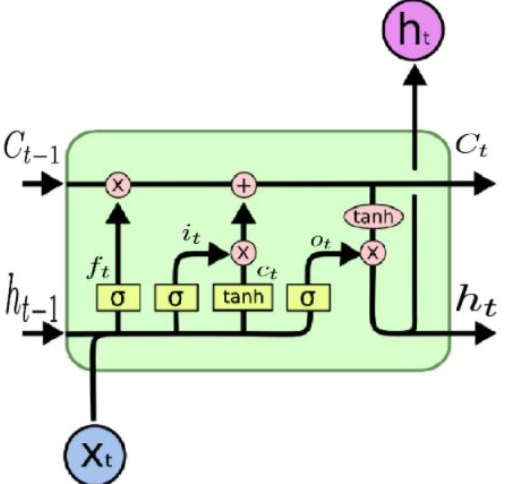 hₜ
Cₜ₋₁
Cₜ
x
+
tanh
iₜ
oₜ
fₜ
x
cₜ
x
σ
σ
tanh
σ
hₜ₋₁
hₜ
Xₜ